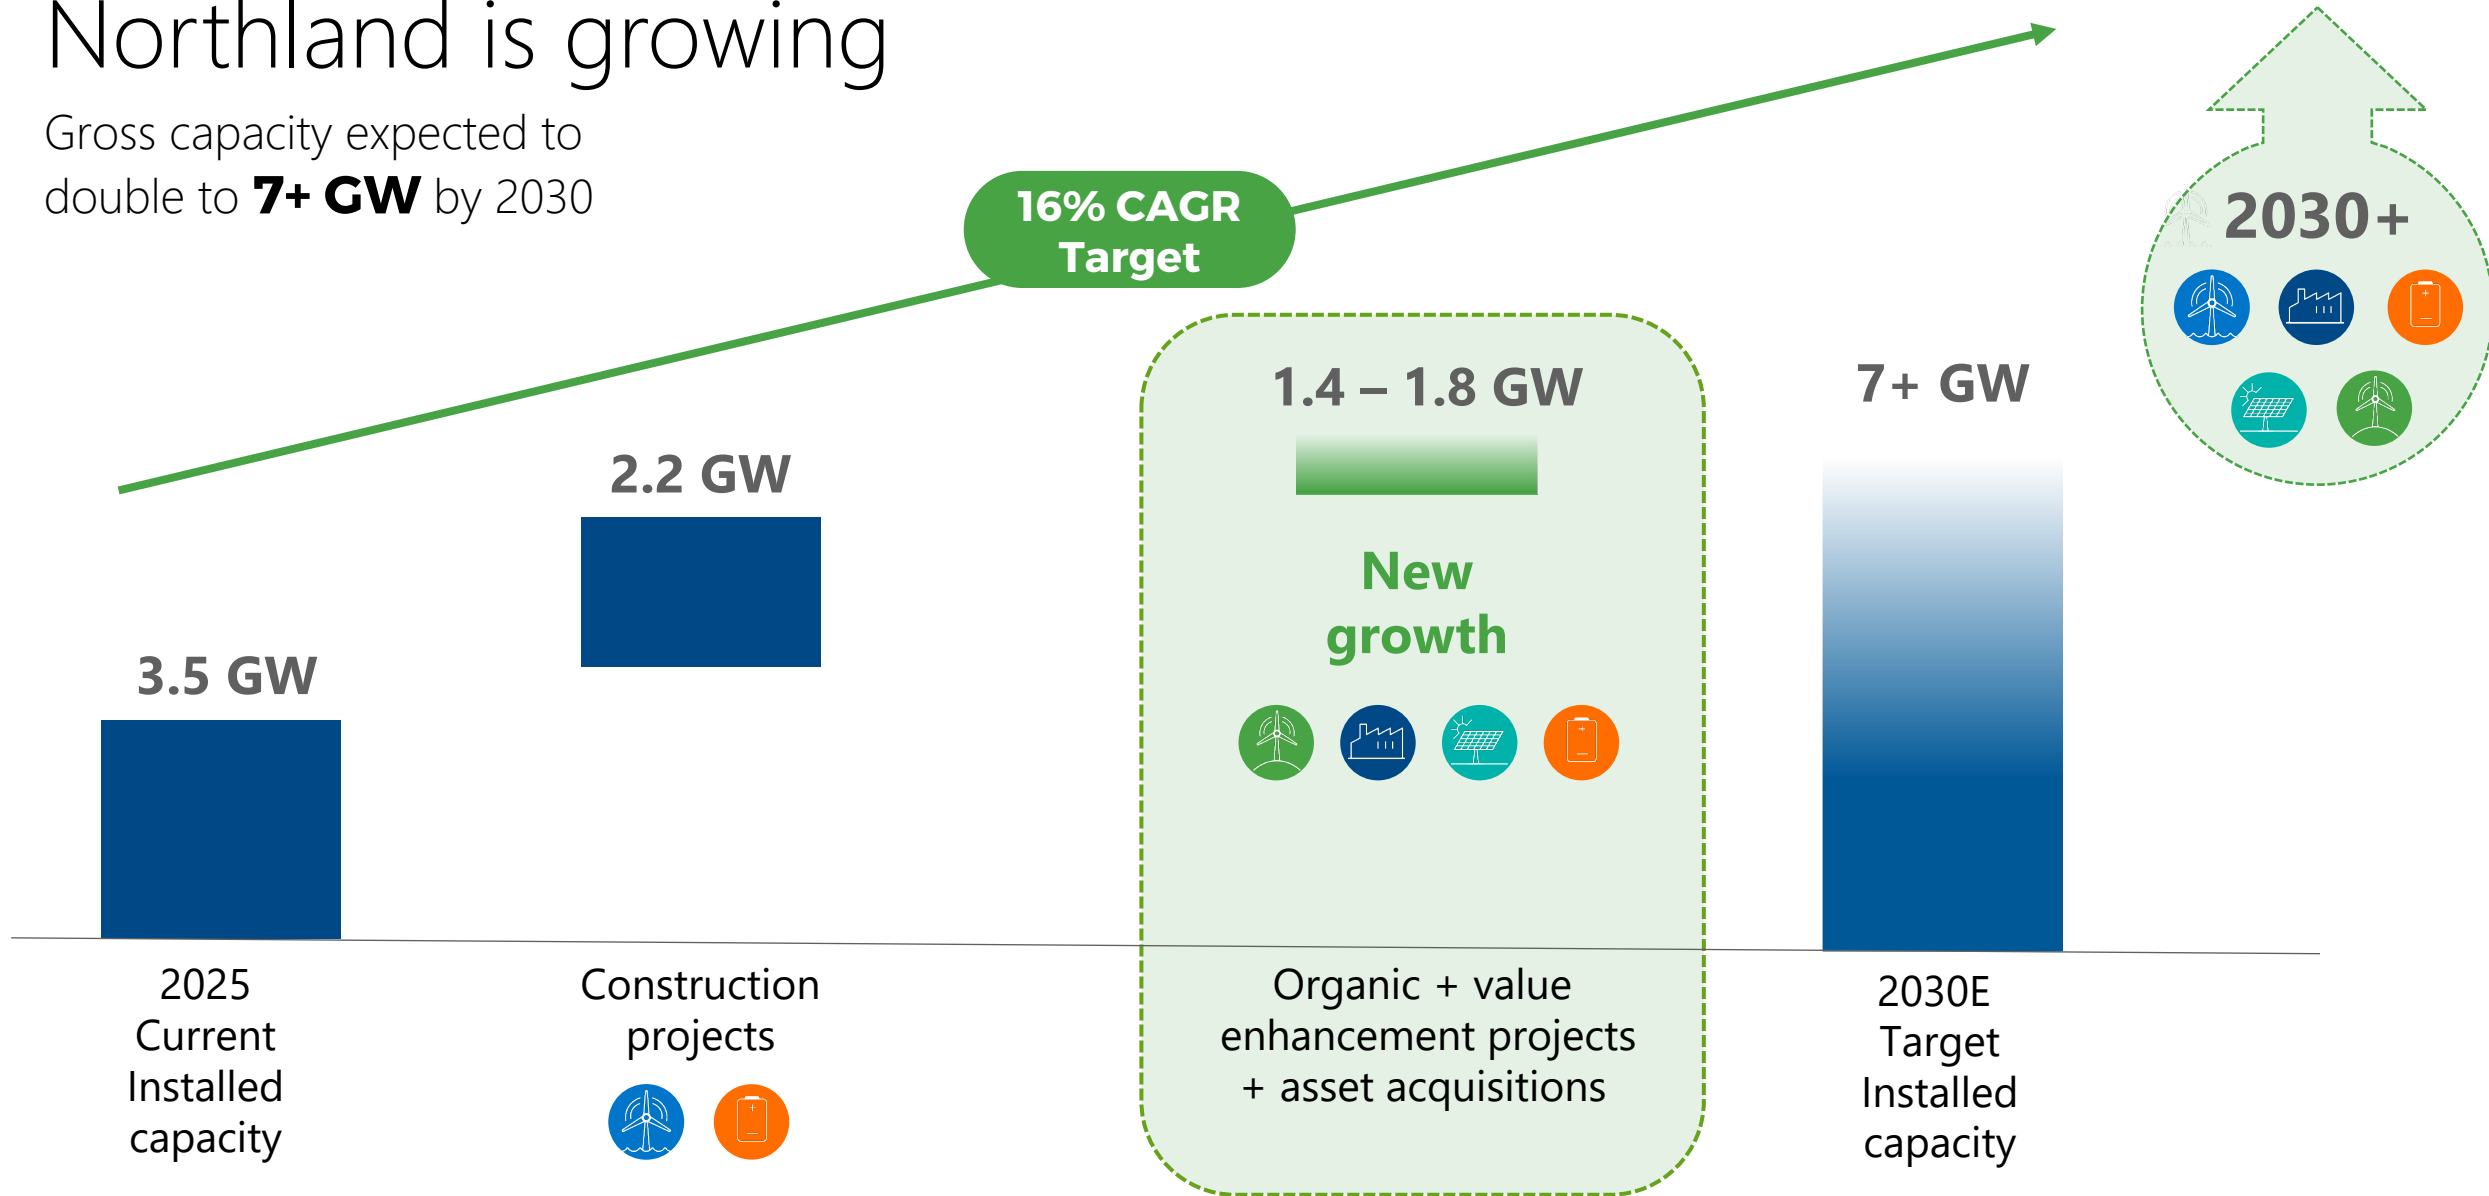 Northland is growing
Gross capacity expected to
double to 7+ GW by 2030
16% CAGR
Target
2030+
3.5 GW
2.2 GW
1.4 – 1.8 GW
7+ GW
New
growth
2025
Current
Installed
capacity
Construction
projects
Organic + value
enhancement projects
+ asset acquisitions
2030E
Target
Installed
capacity